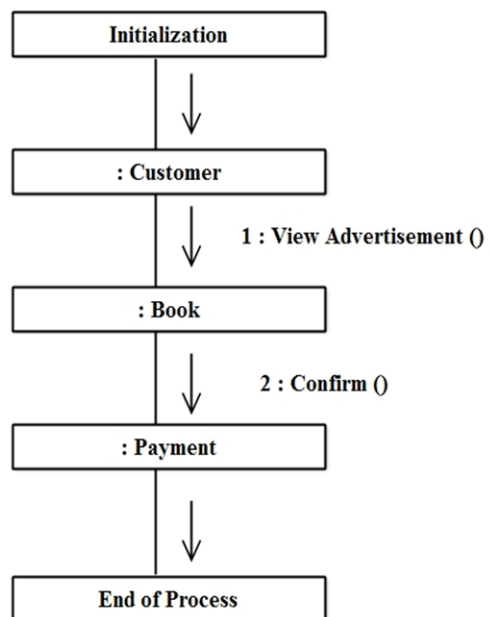 Initialization
: Customer
1 : View Advertisement ()
: Book
2 : Confirm ()
: Payment
End of Process